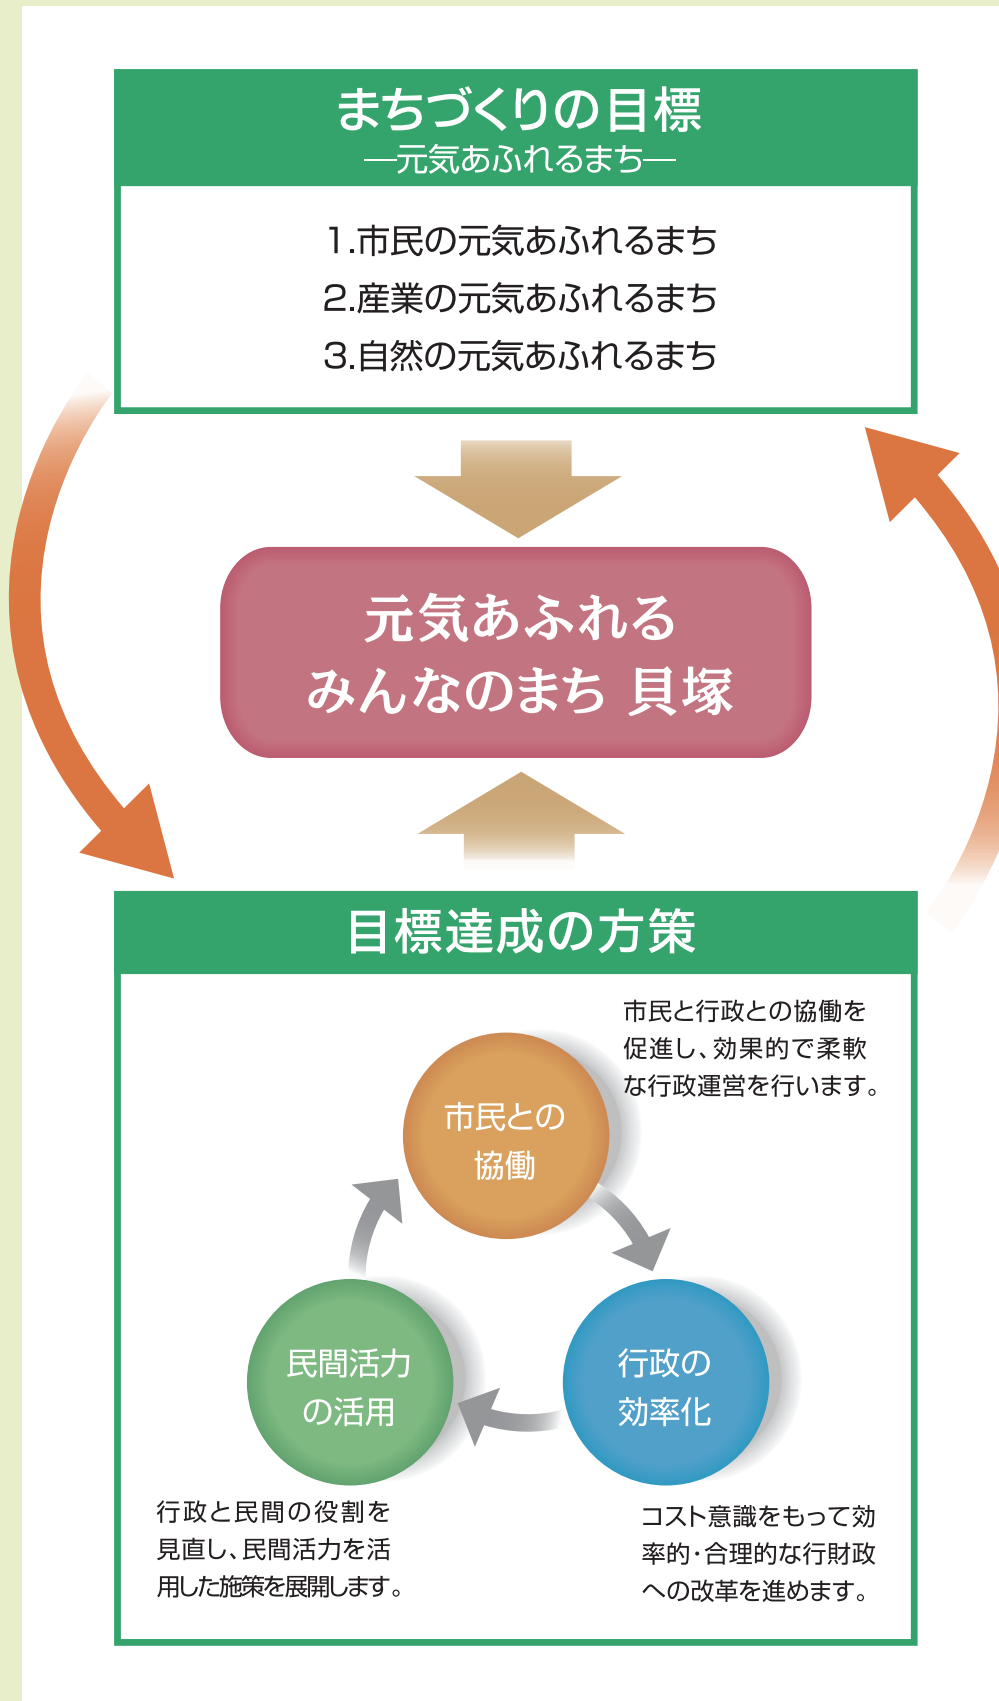 まちづくりの目標
―元気あふれるまち―
1.市民の元気あふれるまち
2.産業の元気あふれるまち
3.自然の元気あふれるまち
元気あふれる
みんなのまち 貝塚
目標達成の方策
市民と行政との協働を
促進し、効果的で柔軟
な行政運営を行います。
市民との
協働
民間活力
の活用
行政の
効率化
行政と民間の役割を
見直し、民間活力を活
用した施策を展開します。
コスト意識をもって効
率的・合理的な行財政
への改革を進めます。